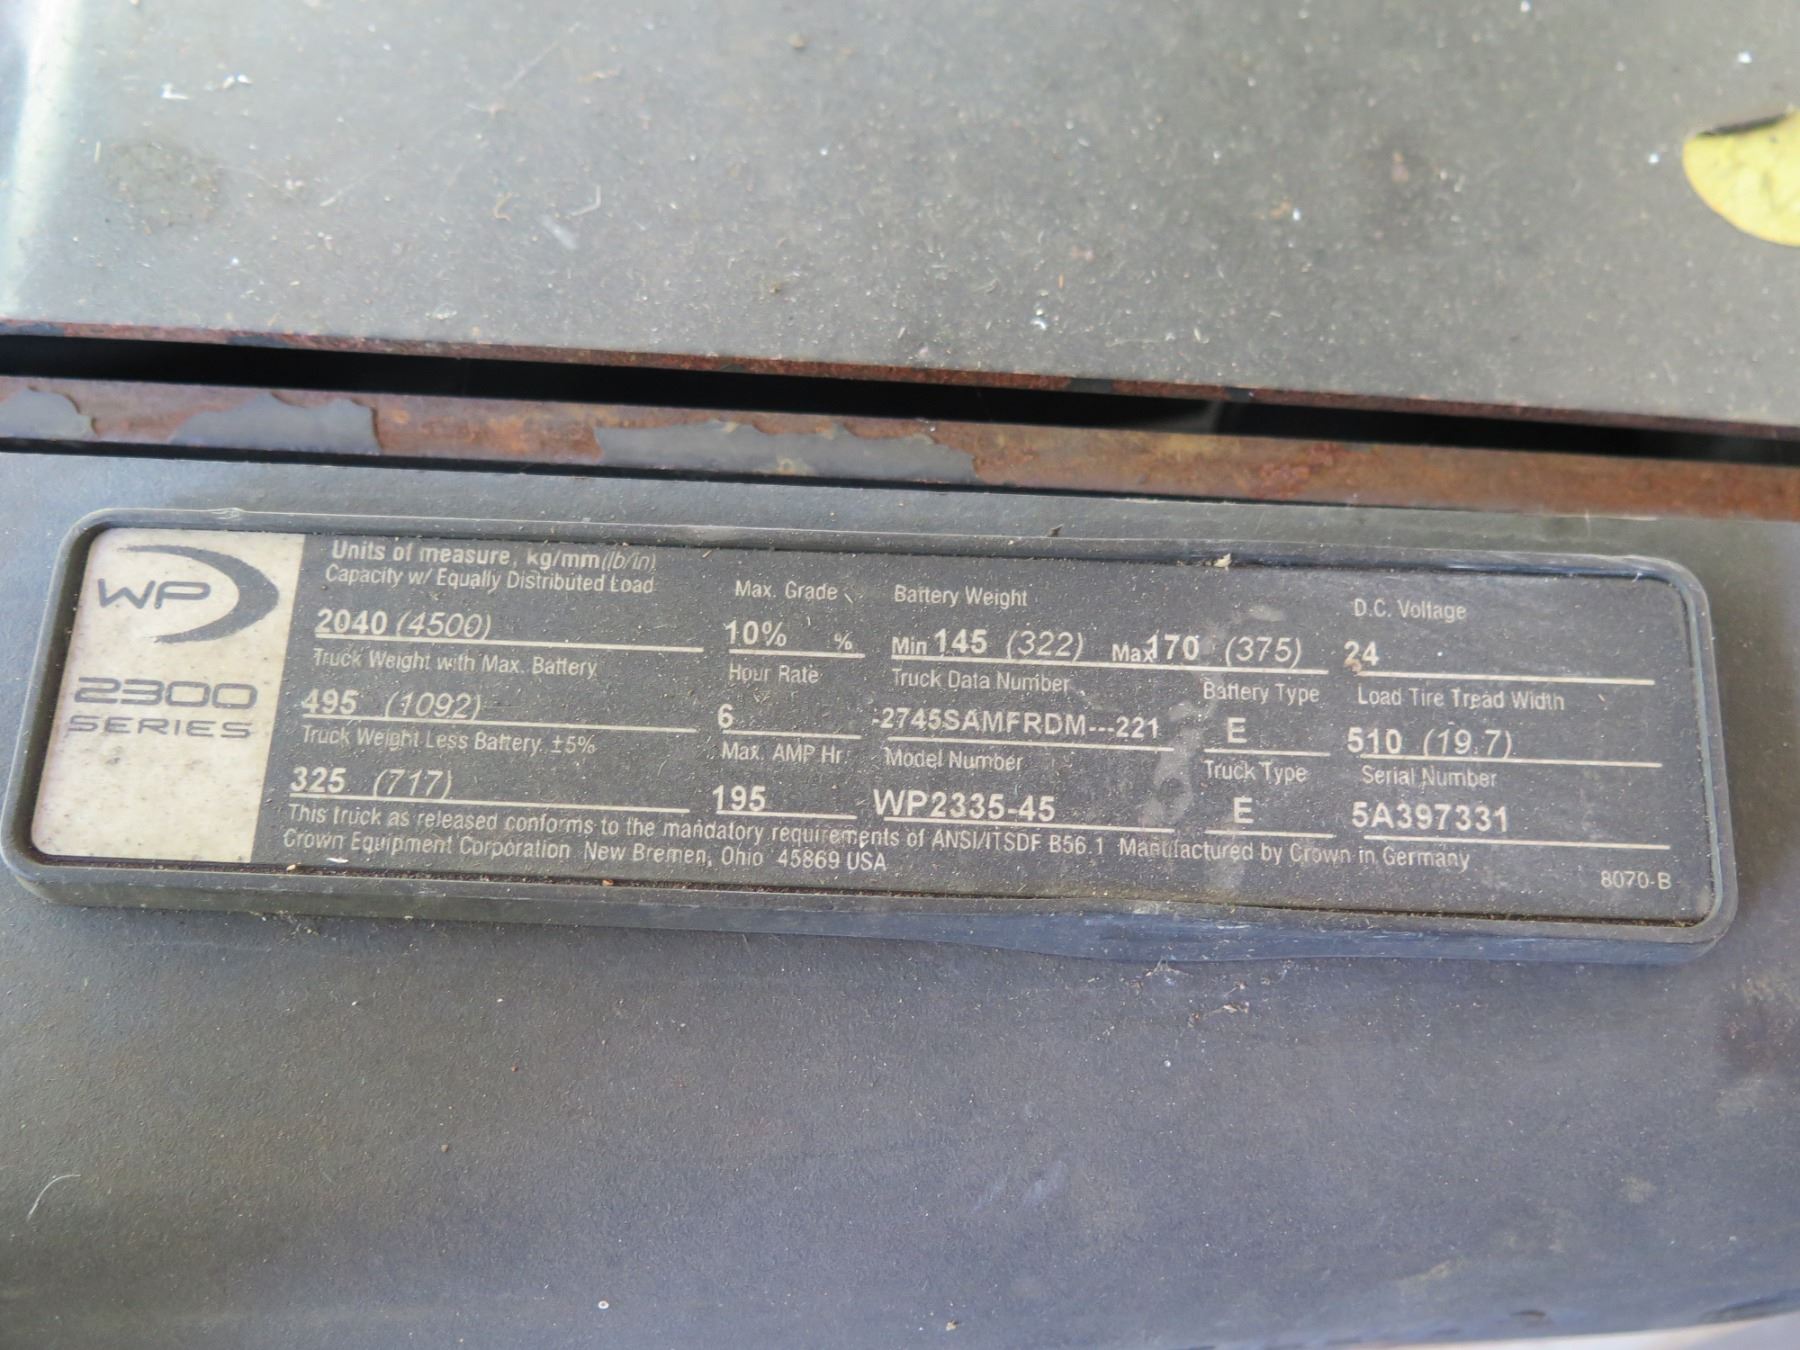 WP
2300
SERIES
Units of measure, kg/mm (lb/in)
Capacity w/ Equally Distributed Load Max. Grade Battery Weight D.C. Voltage
2040 (4500) 10% % Min 145 (322) Max 170 (375) 24
Truck Weight with Max. Battery Hour Rate Truck Data Number Battery Type Load Tire Tread Width
495 (1092) 6 -2745SAMFRDM---221 E 510 (19.7)
Truck Weight Less Battery ±5% Max. AMP Hr Model Number Truck Type Serial Number
325 (717) 195 WP2335-45 E 5A397331
This truck as released conforms to the mandatory requirements of ANSI/ITSDF B56.1 Manufactured by Crown in Germany
Crown Equipment Corporation New Bremen, Ohio 45869 USA
8070-B